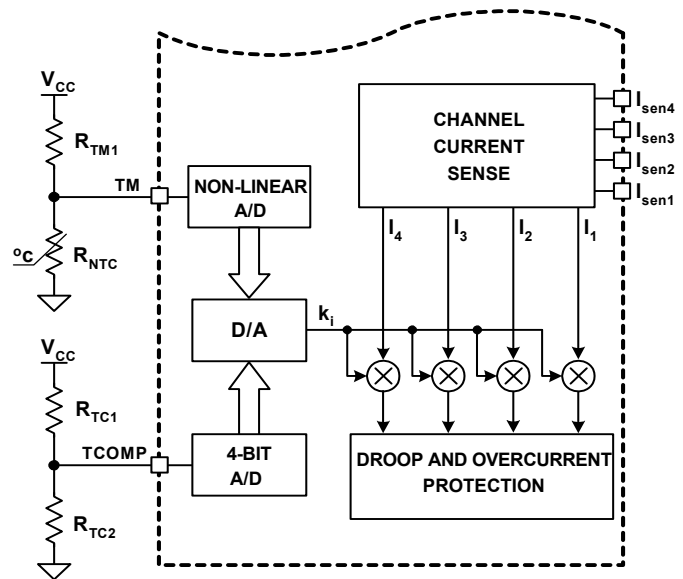 V_CC
R_TM1
TM
NON-LINEAR
A/D
°c
R_NTC
CHANNEL
CURRENT
SENSE
I_sen4
I_sen3
I_sen2
I_sen1
I_4
I_3
I_2
I_1
D/A
k_i
V_CC
R_TC1
TCOMP
4-BIT
A/D
R_TC2
DROOP AND OVERCURRENT
PROTECTION